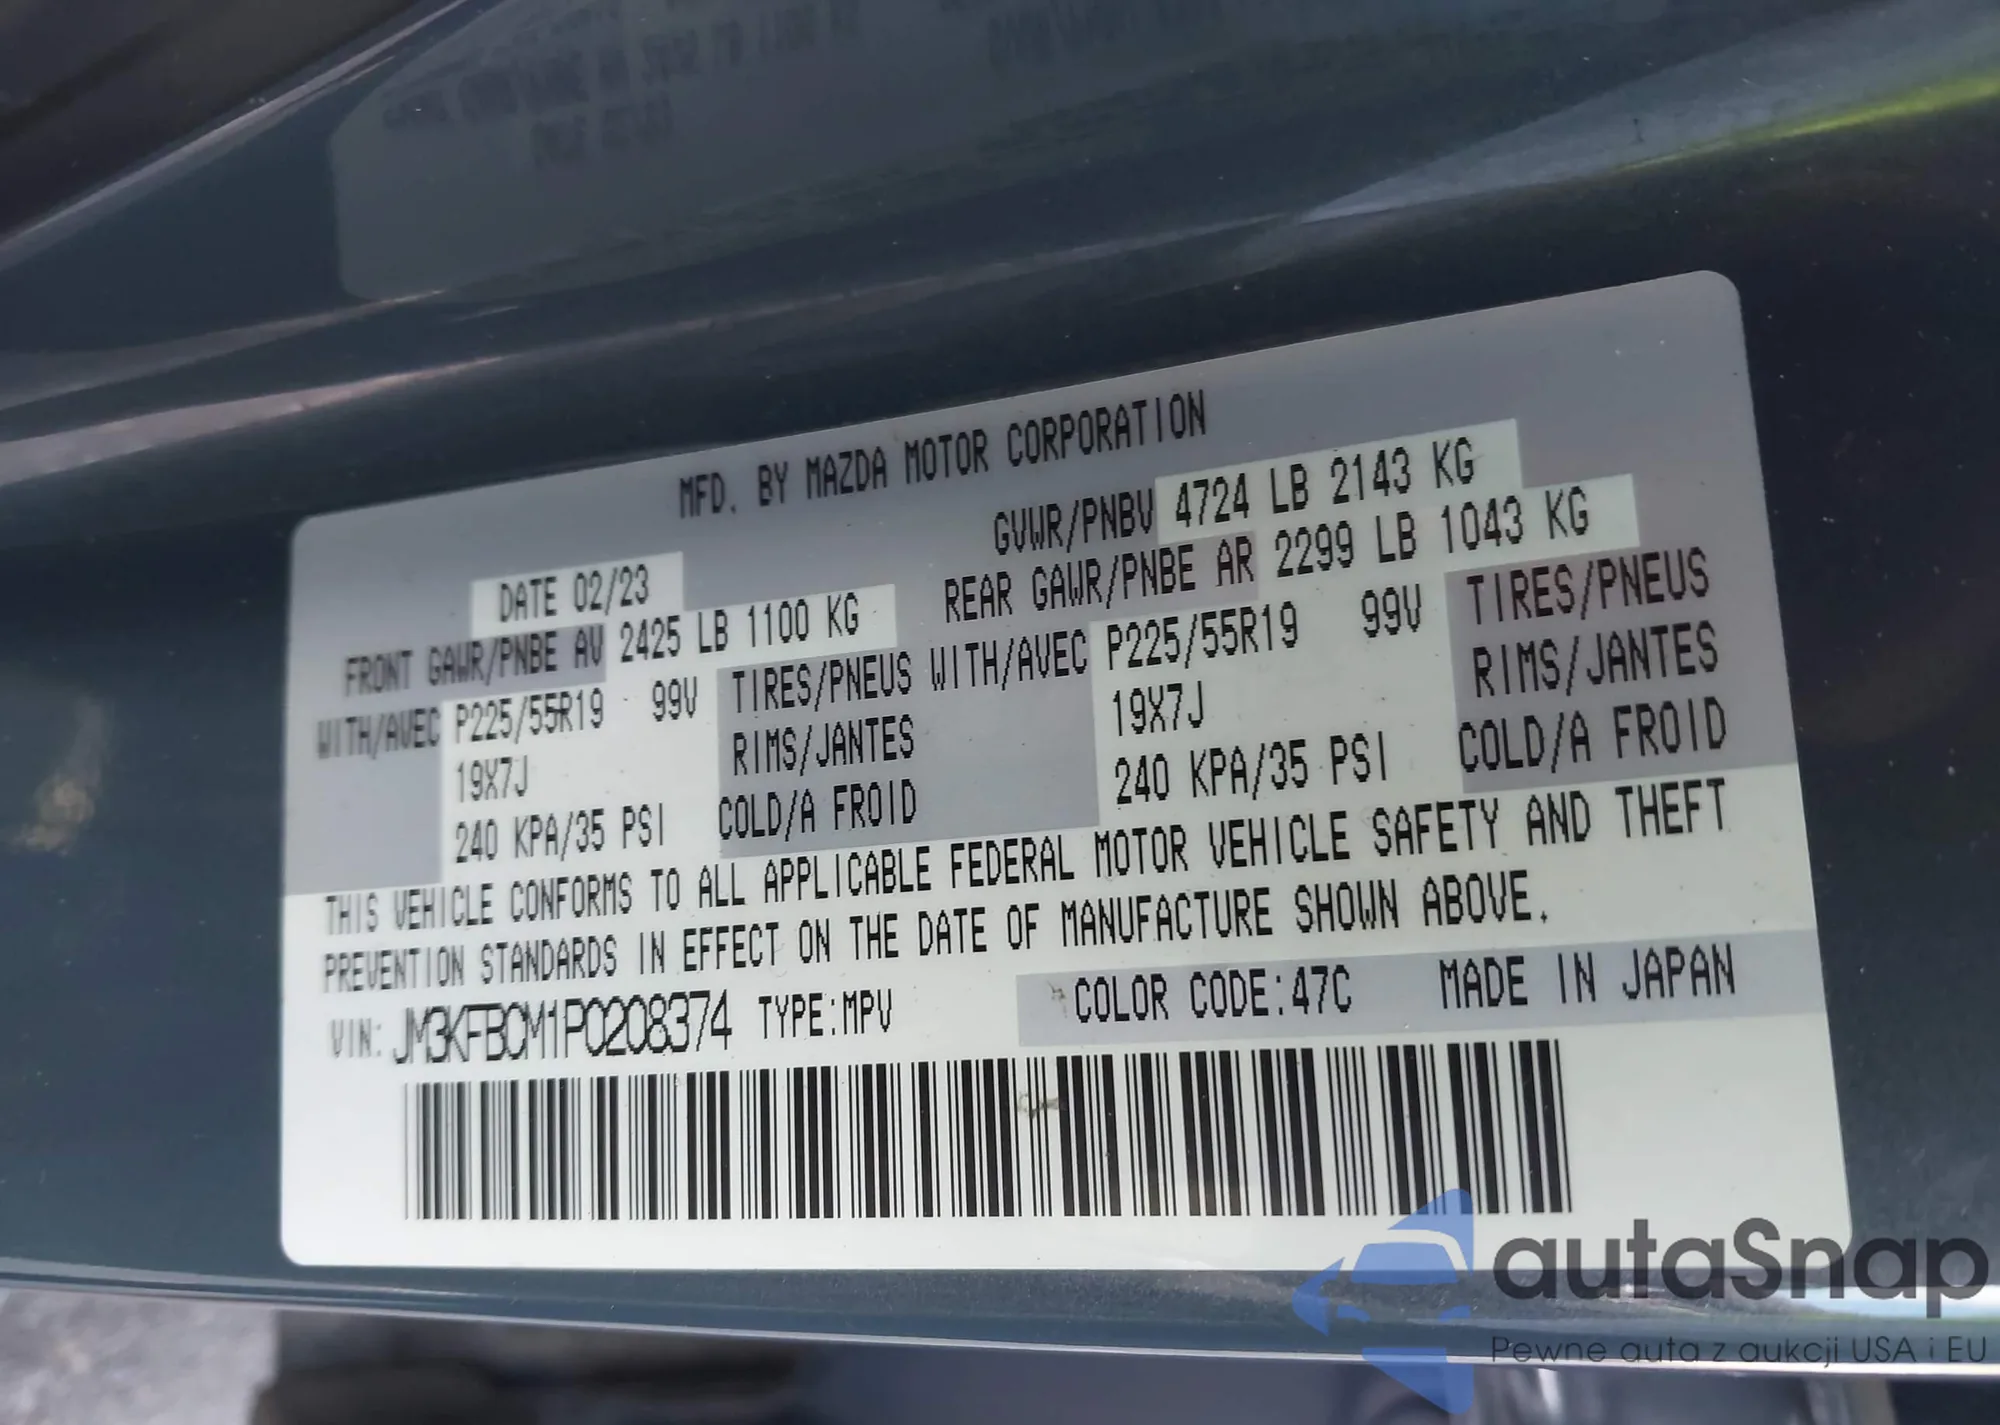 MFD. BY MAZDA MOTOR CORPORATION
DATE 02/23 GVWR/PNBV 4724 LB 2143 KG
FRONT GAWR/PNBE AV 2425 LB 1100 KG REAR GAWR/PNBE AR 2299 LB 1043 KG
WITH/AVEC P225/55R19 99V TIRES/PNEUS WITH/AVEC P225/55R19 99V TIRES/PNEUS
19X7J RIMS/JANTES 19X7J RIMS/JANTES
240 KPA/35 PSI COLD/A FROID 240 KPA/35 PSI COLD/A FROID
THIS VEHICLE CONFORMS TO ALL APPLICABLE FEDERAL MOTOR VEHICLE SAFETY AND THEFT
PREVENTION STANDARDS IN EFFECT ON THE DATE OF MANUFACTURE SHOWN ABOVE.
VIN: JM3KFBCM1P0208374 TYPE:MPV COLOR CODE:47C MADE IN JAPAN
autaSnap
Pewne auta z aukcji USA i EU